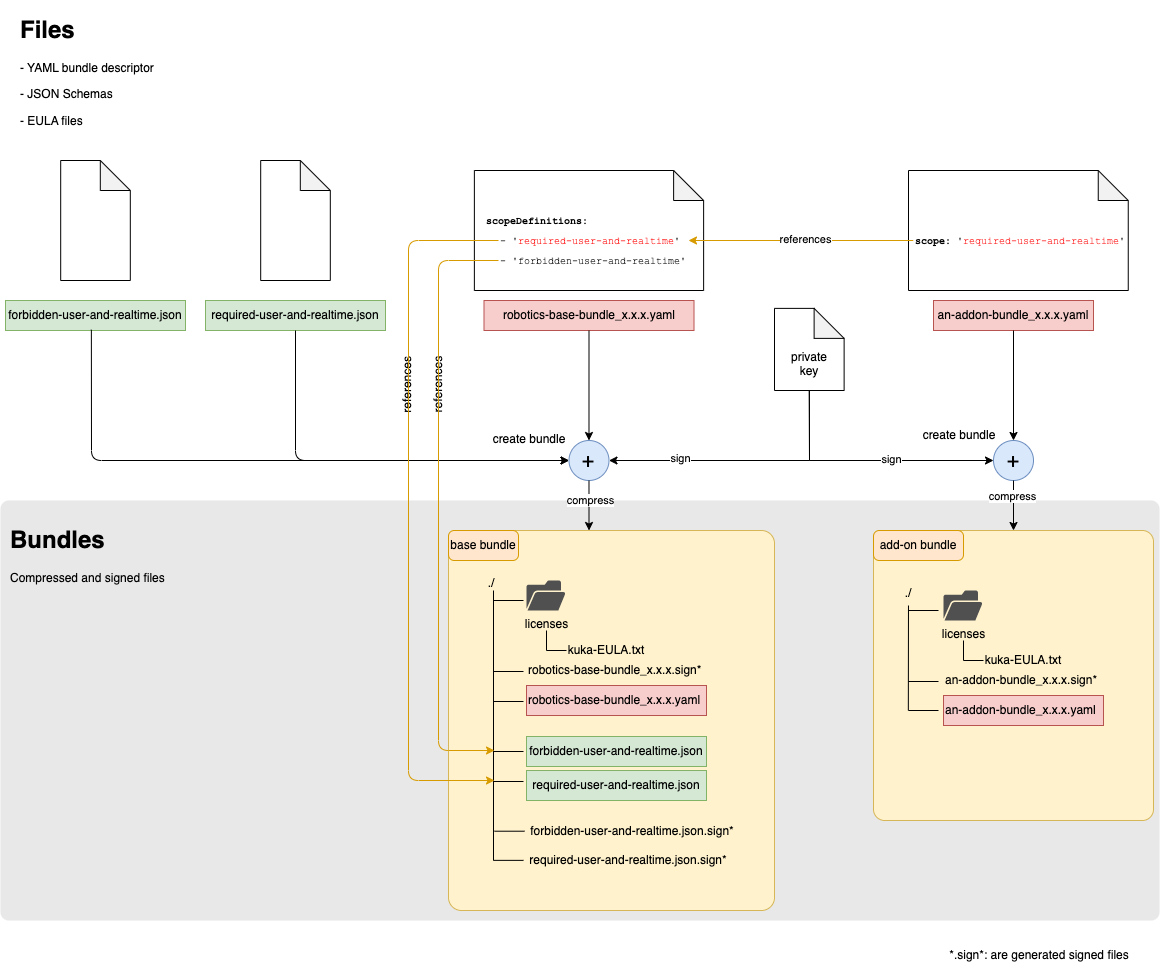 Files
- YAML bundle descriptor
- JSON Schemas
- EULA files
scopeDefinitions:
- 'required-user-and-realtime'
- 'forbidden-user-and-realtime'
references
scope: 'required-user-and-realtime'
forbidden-user-and-realtime.json
required-user-and-realtime.json
robotics-base-bundle_x.x.x.yaml
an-addon-bundle_x.x.x.yaml
private
key
references
references
create bundle
create bundle
+
sign
sign
+
compress
compress
Bundles
Compressed and signed files
base bundle
./
licenses
kuka-EULA.txt
robotics-base-bundle_x.x.x.sign*
robotics-base-bundle_x.x.x.yaml
forbidden-user-and-realtime.json
required-user-and-realtime.json
forbidden-user-and-realtime.json.sign*
required-user-and-realtime.json.sign*
add-on bundle
./
licenses
kuka-EULA.txt
an-addon-bundle_x.x.x.sign*
an-addon-bundle_x.x.x.yaml
*.sign*: are generated signed files